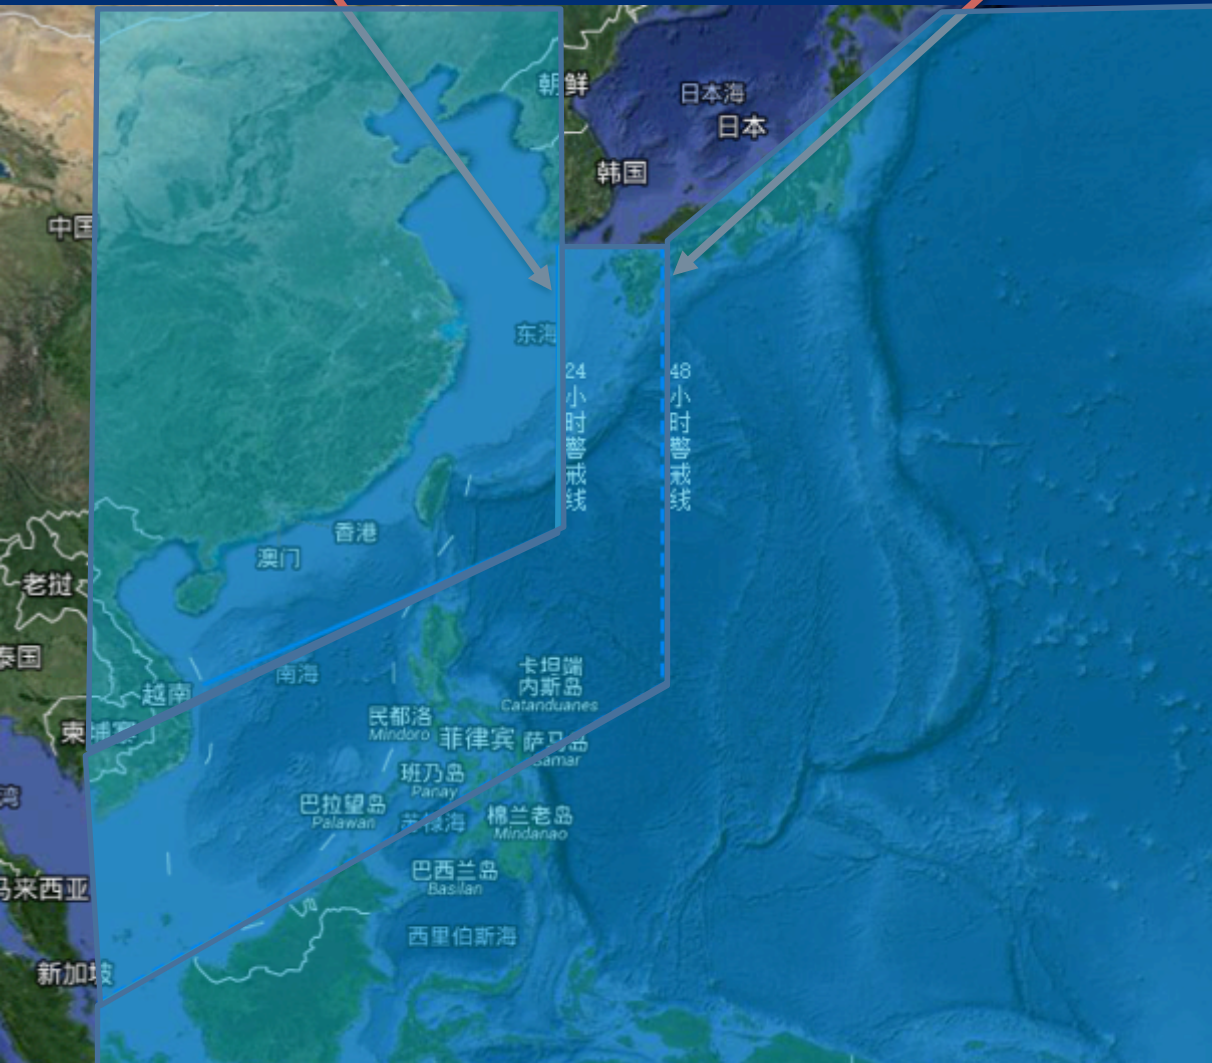 朝鲜
日本海
日本
韩国
中国
东海
24小时警戒线
48小时警戒线
香港
澳门
老挝
泰国
越南
南海
卡坦端
内斯岛
Catanduanes
柬埔寨
民都洛
Mindoro
菲律宾
萨马岛
Samar
班乃岛
Panay
湾
巴拉望岛
Palawan
苏禄海
棉兰老岛
Mindanao
马来西亚
巴西兰岛
Basilan
西里伯斯海
新加坡